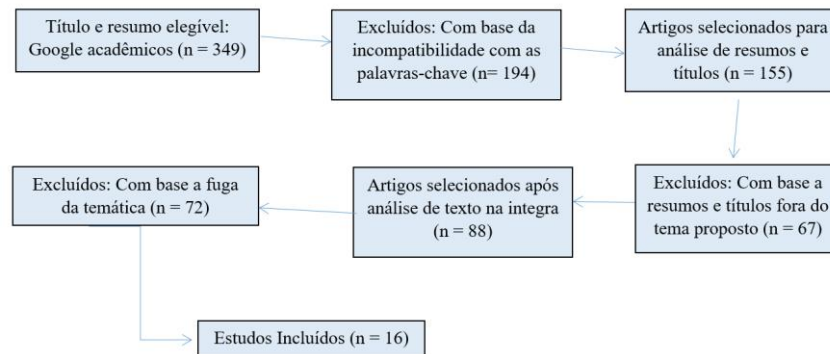 Título e resumo elegível:
Google acadêmicos (n = 349)
Excluídos: Com base da
incompatibilidade com as
palavras-chave (n= 194)
Artigos selecionados para
análise de resumos e
títulos (n = 155)
Excluídos: Com base a
resumos e títulos fora do
tema proposto (n = 67)
Artigos selecionados após
análise de texto na integra
(n = 88)
Excluídos: Com base a fuga
da temática (n = 72)
Estudos Incluídos (n = 16)